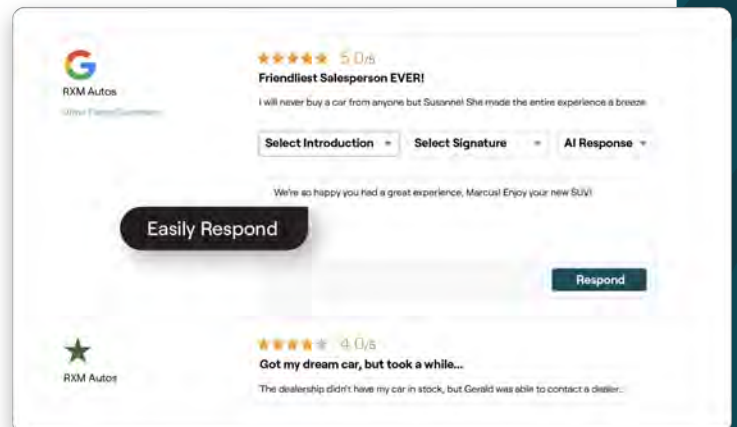 5.0/5
RXM Autos
Friendliest Salesperson EVER!
I will never buy a car from anyone but Susanne! She made the entire experience a breeze
Select Introduction
Select Signature
AI Response
We're so happy you had a great experience, Marcus! Enjoy your new SUV!
Easily Respond
Respond
4.0/5
RXM Autos
Got my dream car, but took a while...
The dealership didn't have my car in stock, but Gerald was able to contact a dealer...